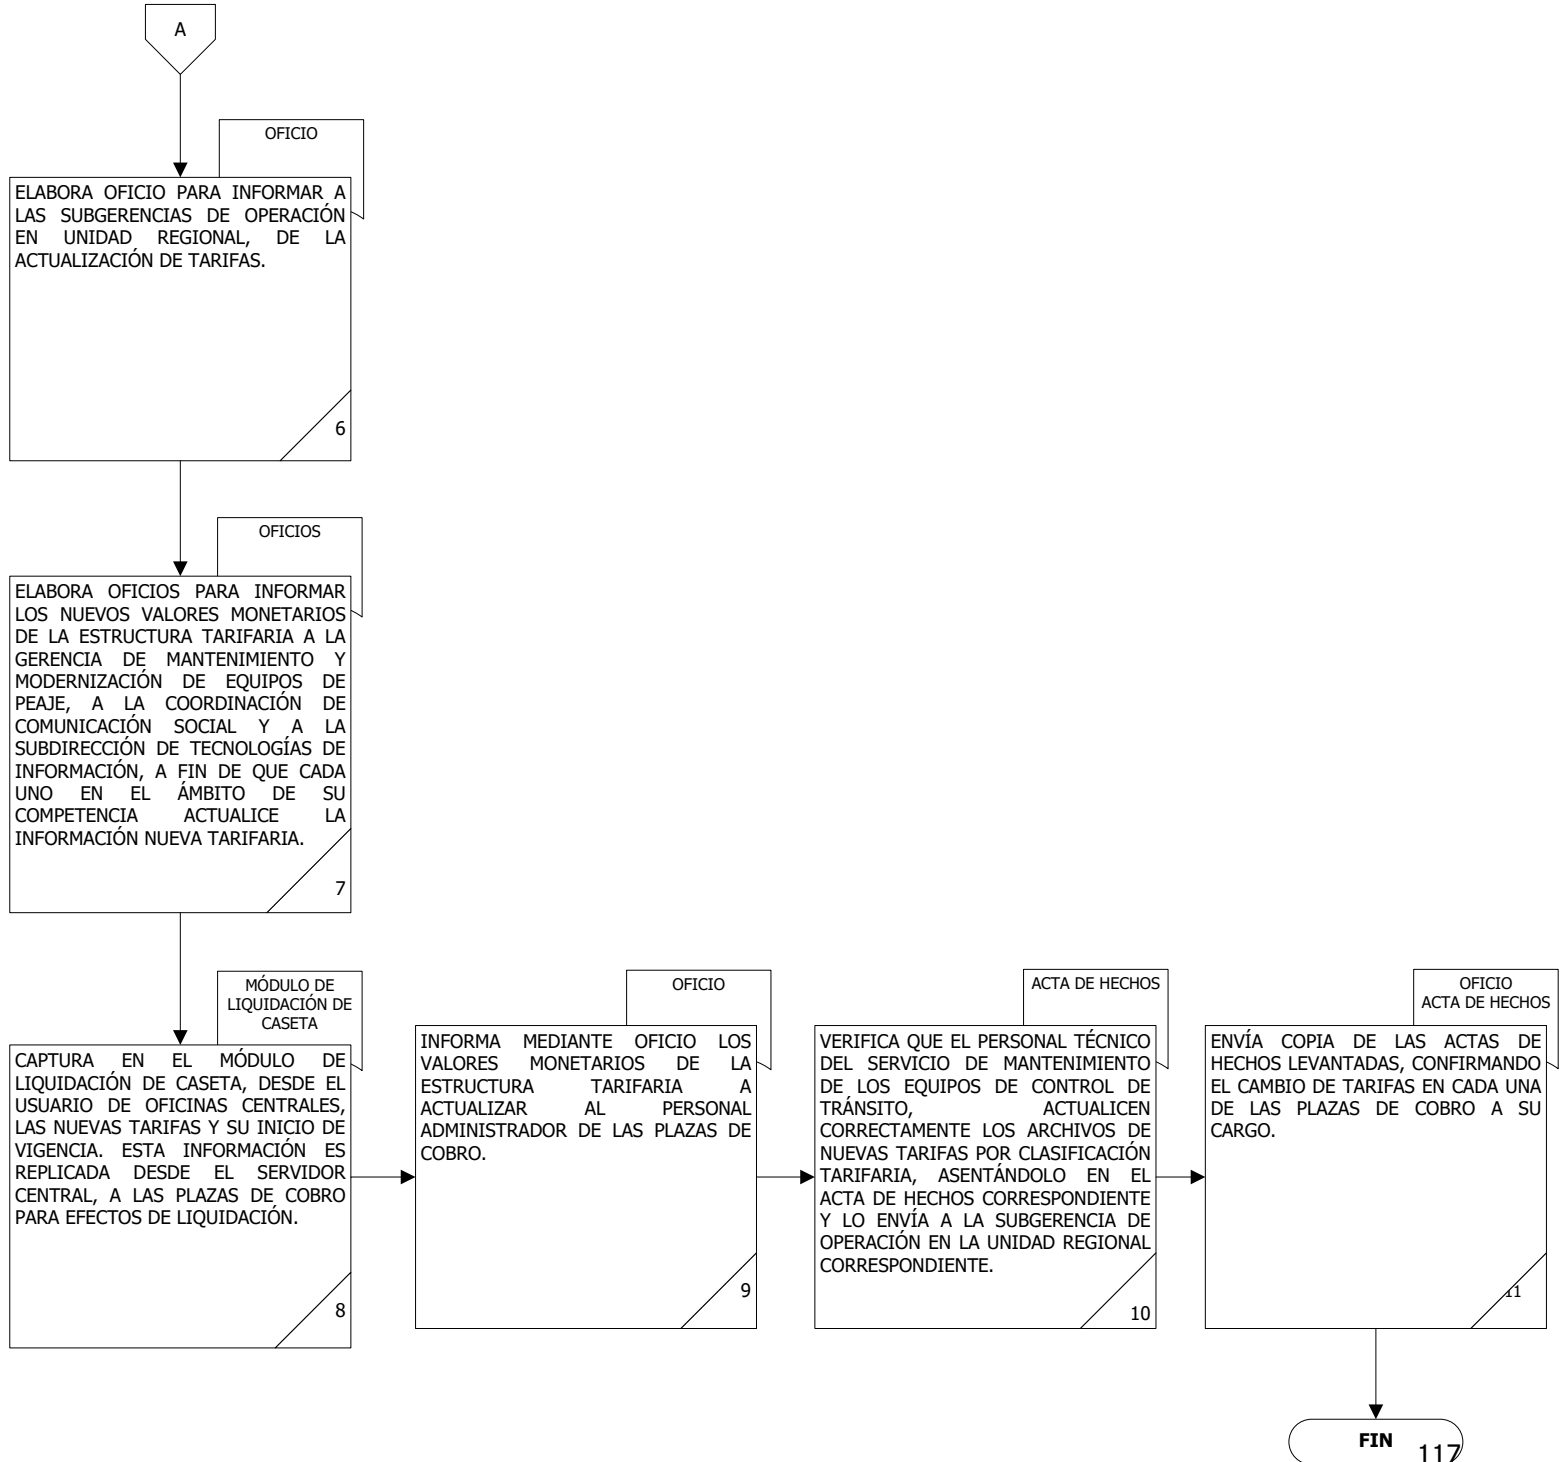 A
OFICIO
ELABORA OFICIO PARA INFORMAR A
LAS SUBGERENCIAS DE OPERACIÓN
EN UNIDAD REGIONAL, DE LA
ACTUALIZACIÓN DE TARIFAS.
6
OFICIOS
ELABORA OFICIOS PARA INFORMAR
LOS NUEVOS VALORES MONETARIOS
DE LA ESTRUCTURA TARIFARIA A LA
GERENCIA DE MANTENIMIENTO Y
MODERNIZACIÓN DE EQUIPOS DE
PEAJE, A LA COORDINACIÓN DE
COMUNICACIÓN SOCIAL Y A LA
SUBDIRECCIÓN DE TECNOLOGÍAS DE
INFORMACIÓN, A FIN DE QUE CADA
UNO EN EL ÁMBITO DE SU
COMPETENCIA ACTUALICE LA
INFORMACIÓN NUEVA TARIFARIA.
7
MÓDULO DE
LIQUIDACIÓN DE
CASETA
CAPTURA EN EL MÓDULO DE
LIQUIDACIÓN DE CASETA, DESDE EL
USUARIO DE OFICINAS CENTRALES,
LAS NUEVAS TARIFAS Y SU INICIO DE
VIGENCIA. ESTA INFORMACIÓN ES
REPLICADA DESDE EL SERVIDOR
CENTRAL, A LAS PLAZAS DE COBRO
PARA EFECTOS DE LIQUIDACIÓN.
8
OFICIO
INFORMA MEDIANTE OFICIO LOS
VALORES MONETARIOS DE LA
ESTRUCTURA TARIFARIA A
ACTUALIZAR AL PERSONAL
ADMINISTRADOR DE LAS PLAZAS DE
COBRO.
9
ACTA DE HECHOS
VERIFICA QUE EL PERSONAL TÉCNICO
DEL SERVICIO DE MANTENIMIENTO
DE LOS EQUIPOS DE CONTROL DE
TRÁNSITO, ACTUALICEN
CORRECTAMENTE LOS ARCHIVOS DE
NUEVAS TARIFAS POR CLASIFICACIÓN
TARIFARIA, ASENTÁNDOLO EN EL
ACTA DE HECHOS CORRESPONDIENTE
Y LO ENVÍA A LA SUBGERENCIA DE
OPERACIÓN EN LA UNIDAD REGIONAL
CORRESPONDIENTE.
10
OFICIO
ACTA DE HECHOS
ENVÍA COPIA DE LAS ACTAS DE
HECHOS LEVANTADAS, CONFIRMANDO
EL CAMBIO DE TARIFAS EN CADA UNA
DE LAS PLAZAS DE COBRO A SU
CARGO.
11
FIN
117